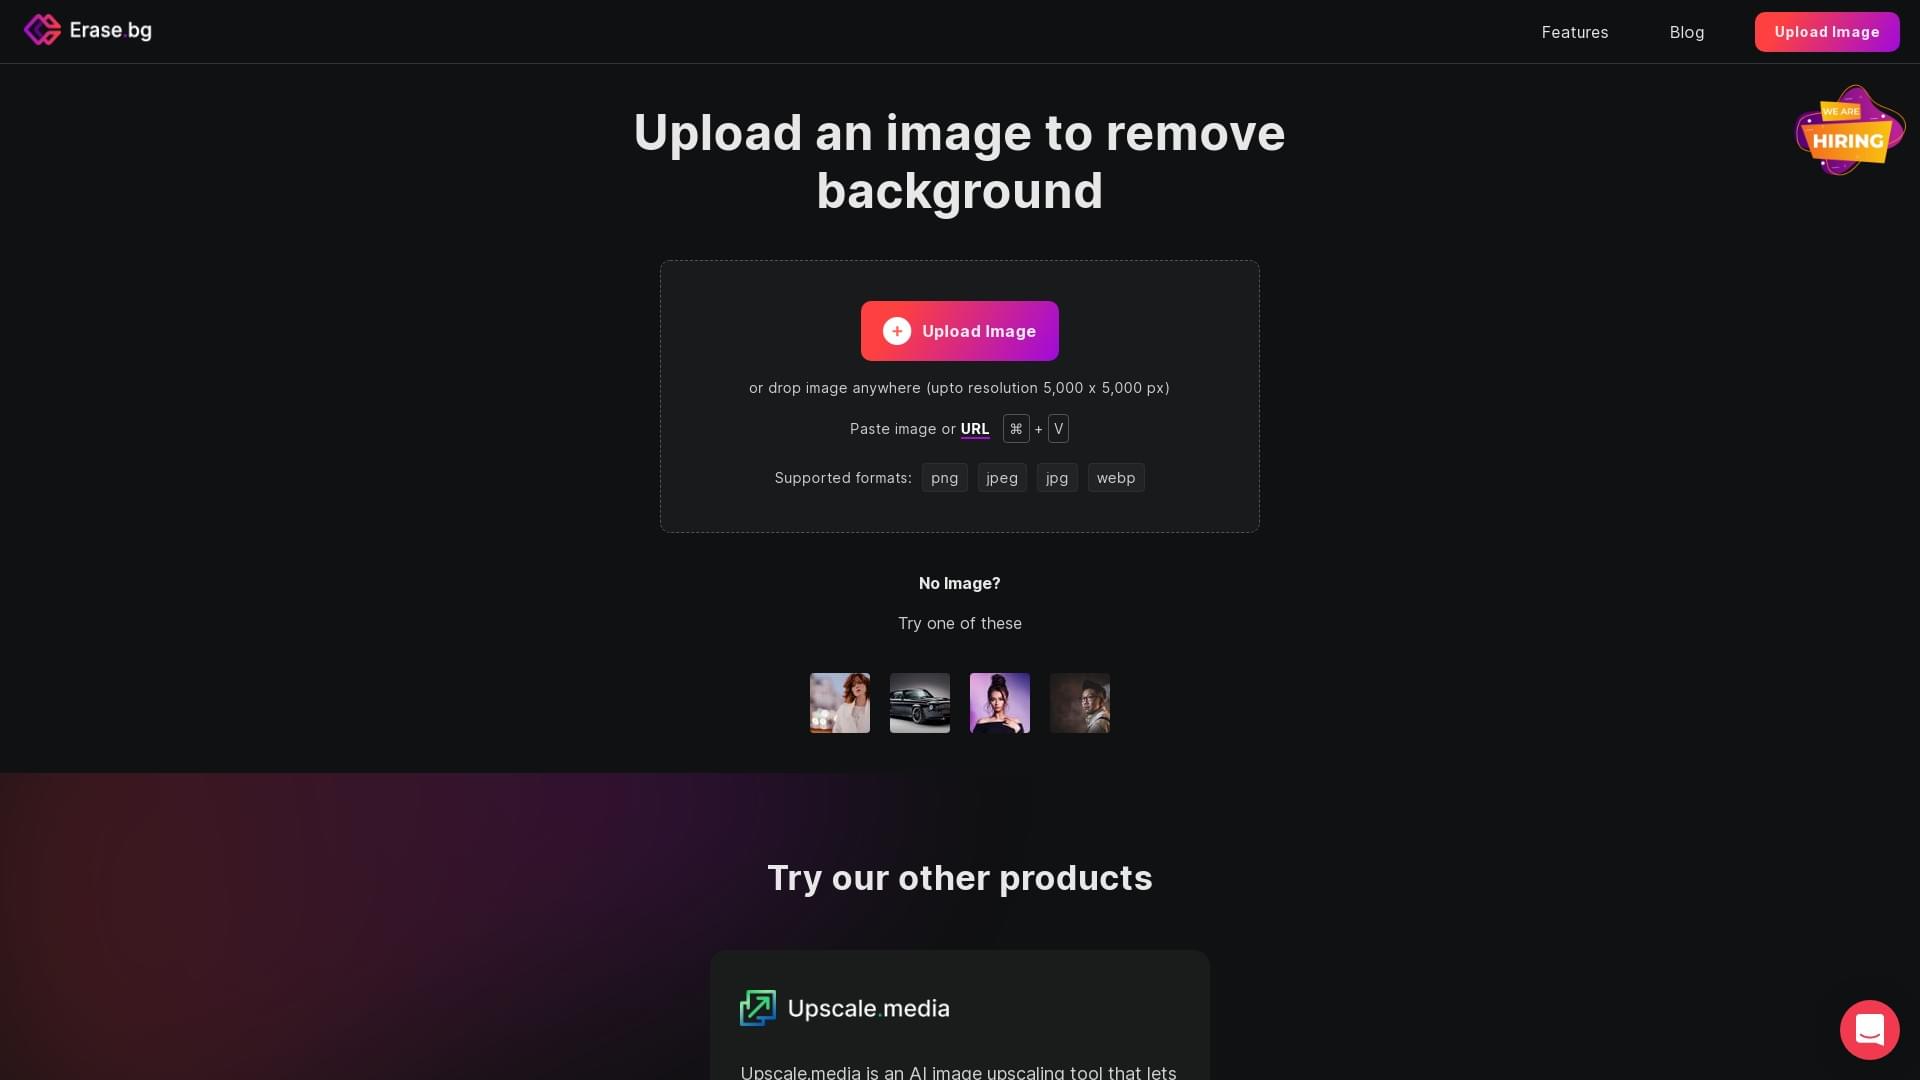 Erase.bg
Features
Blog
Upload Image
WE ARE
HIRING
Upload an image to remove
background
+ Upload Image
or drop image anywhere (upto resolution 5,000 x 5,000 px)
Paste image or URL ⌘ + V
Supported formats: png jpeg jpg webp
No Image?
Try one of these
Try our other products
Upscale.media
Upscale.media is an AI image upscaling tool that lets